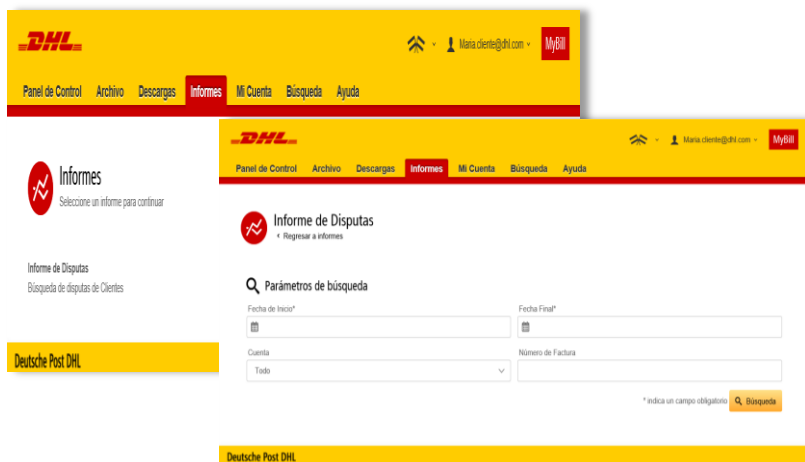 DHL
Maria.cliente@dhl.com
MyBill
Panel de Control Archivo Descargas Informes Mi Cuenta Búsqueda Ayuda
Informes
Seleccione un informe para continuar
Informe de Disputas
Búsqueda de disputas de Clientes
Deutsche Post DHL
DHL
Maria.cliente@dhl.com
MyBill
Panel de Control Archivo Descargas Informes Mi Cuenta Búsqueda Ayuda
Informe de Disputas
< Regresar a informes
Parámetros de búsqueda
Fecha de Inicio* Fecha Final*
Cuenta Número de Factura
Todo
* indica un campo obligatorio Búsqueda
Deutsche Post DHL